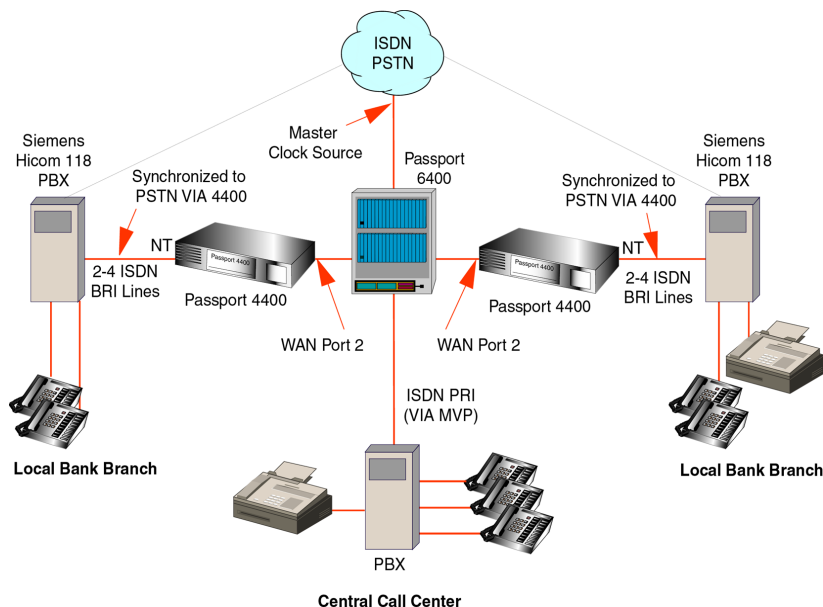 ISDN
PSTN
Master
Clock Source
Passport
6400
Siemens
Hicom 118
PBX
Synchronized to
PSTN VIA 4400
NT
Passport 4400
2-4 ISDN
BRI Lines
Passport 4400
WAN Port 2
Siemens
Hicom 118
PBX
Synchronized to
PSTN VIA 4400
NT
Passport 4400
2-4 ISDN
BRI Lines
Passport 4400
WAN Port 2
ISDN PRI
(VIA MVP)
Local Bank Branch
Local Bank Branch
PBX
Central Call Center